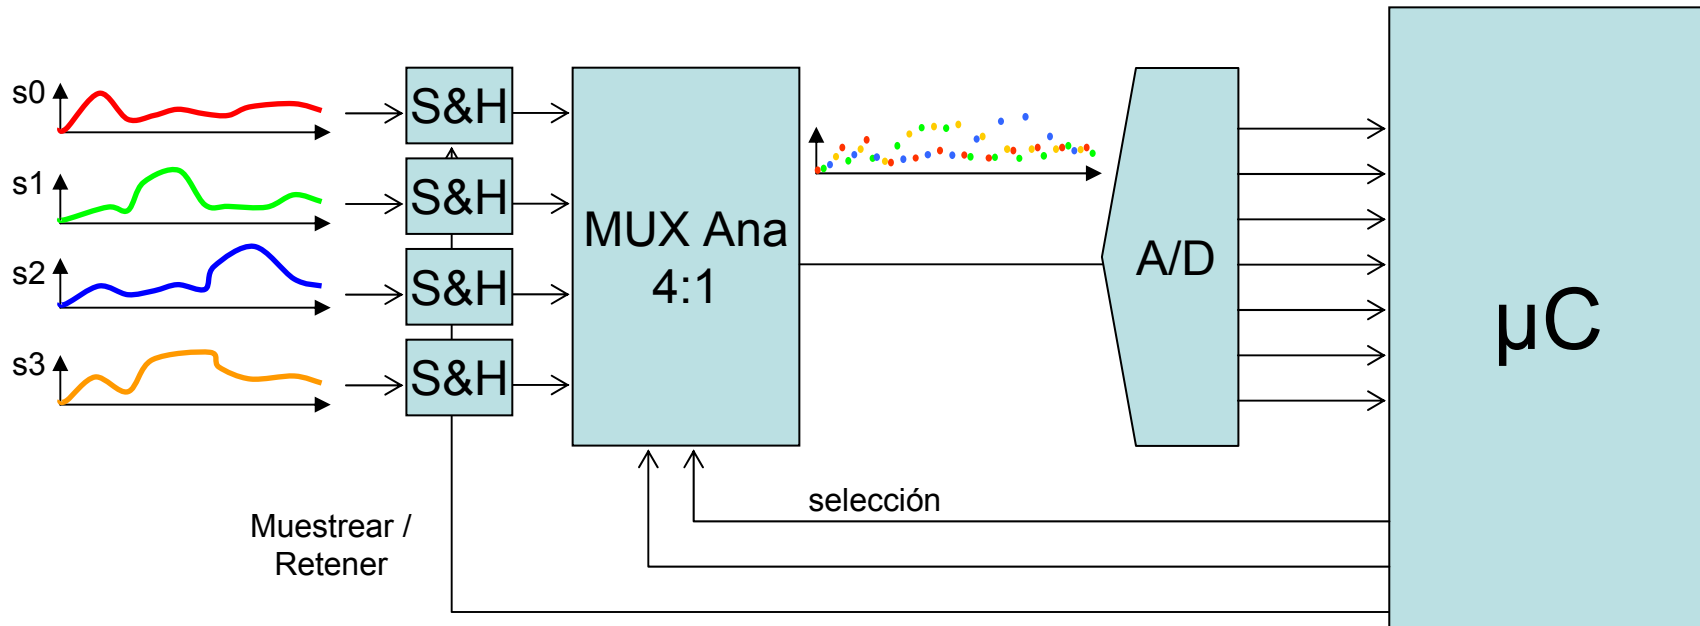 s0
S&H
s1
S&H
s2
S&H
s3
S&H
MUX Ana
4:1
A/D
µC
selección
Muestrear /
Retener